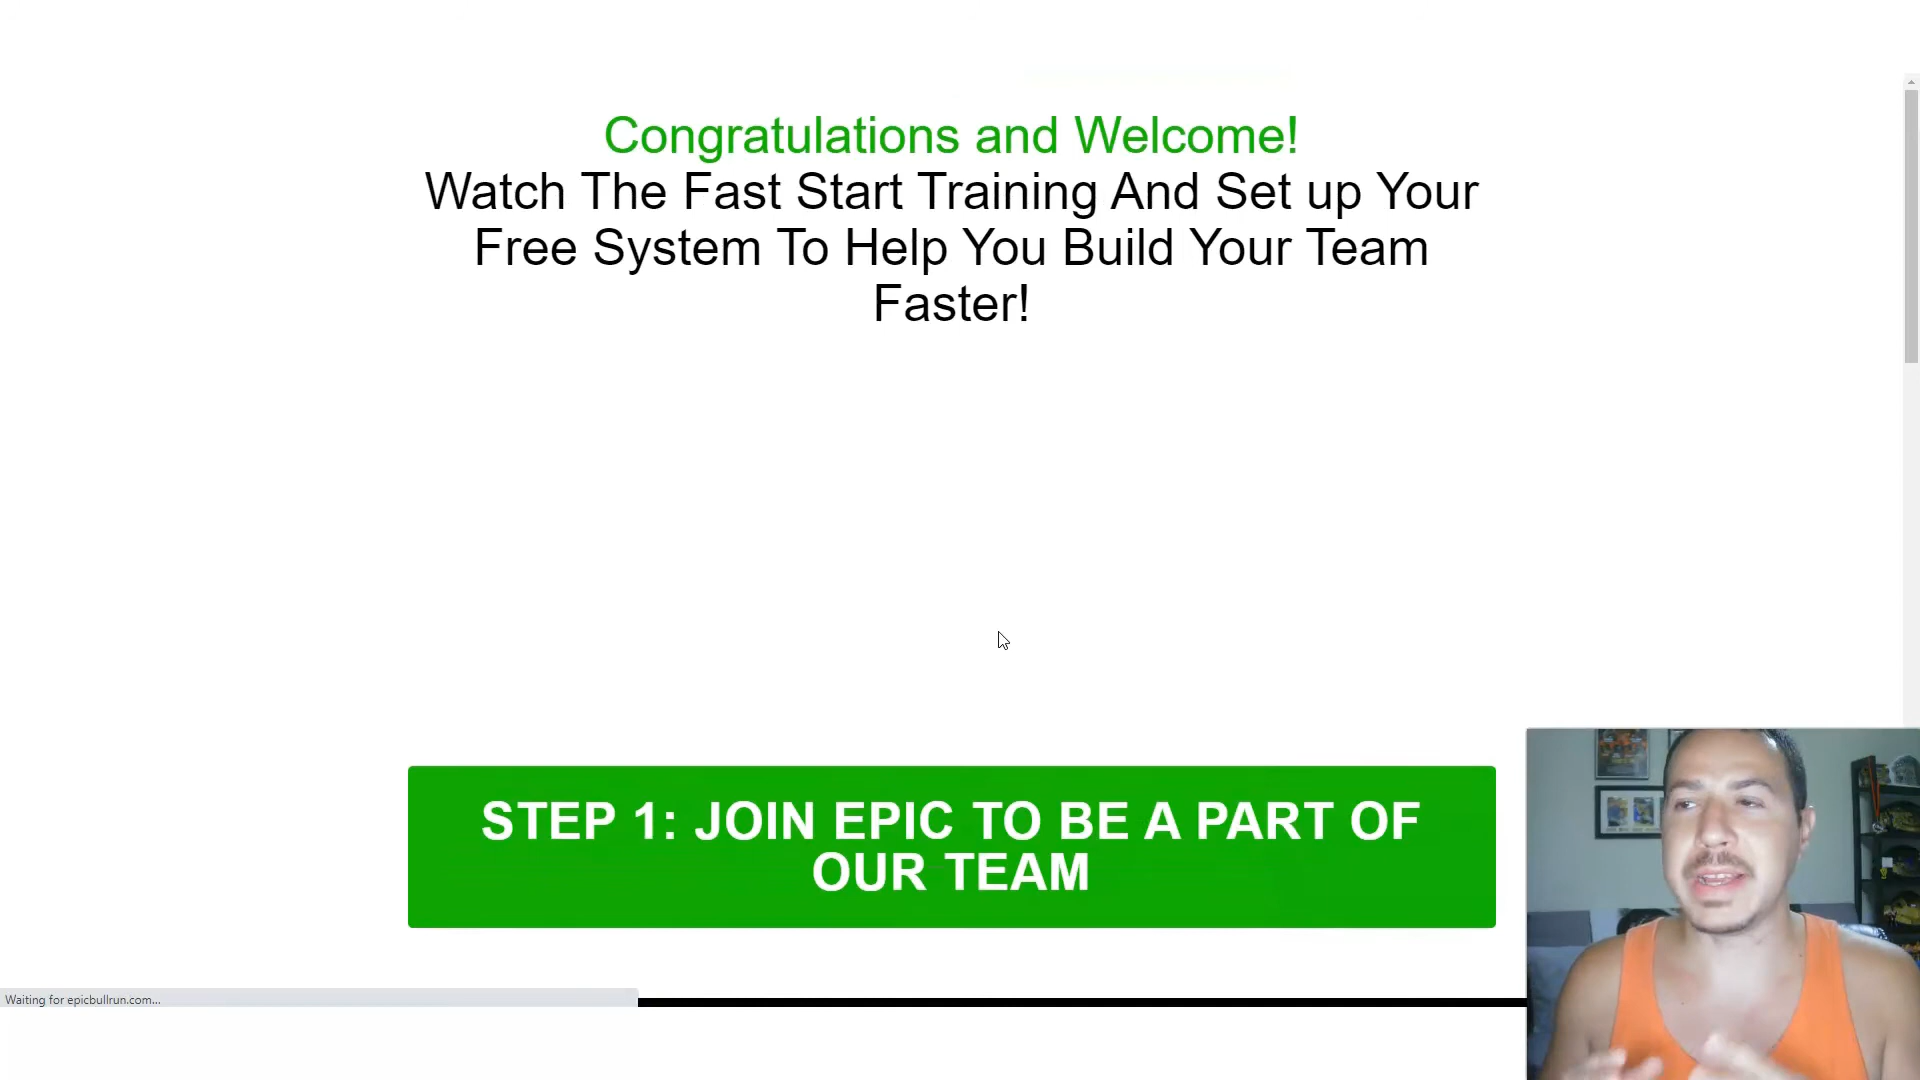 Congratulations and Welcome!
Watch The Fast Start Training And Set up Your
Free System To Help You Build Your Team
Faster!
STEP 1: JOIN EPIC TO BE A PART OF
OUR TEAM
Waiting for epicbullrun.com...